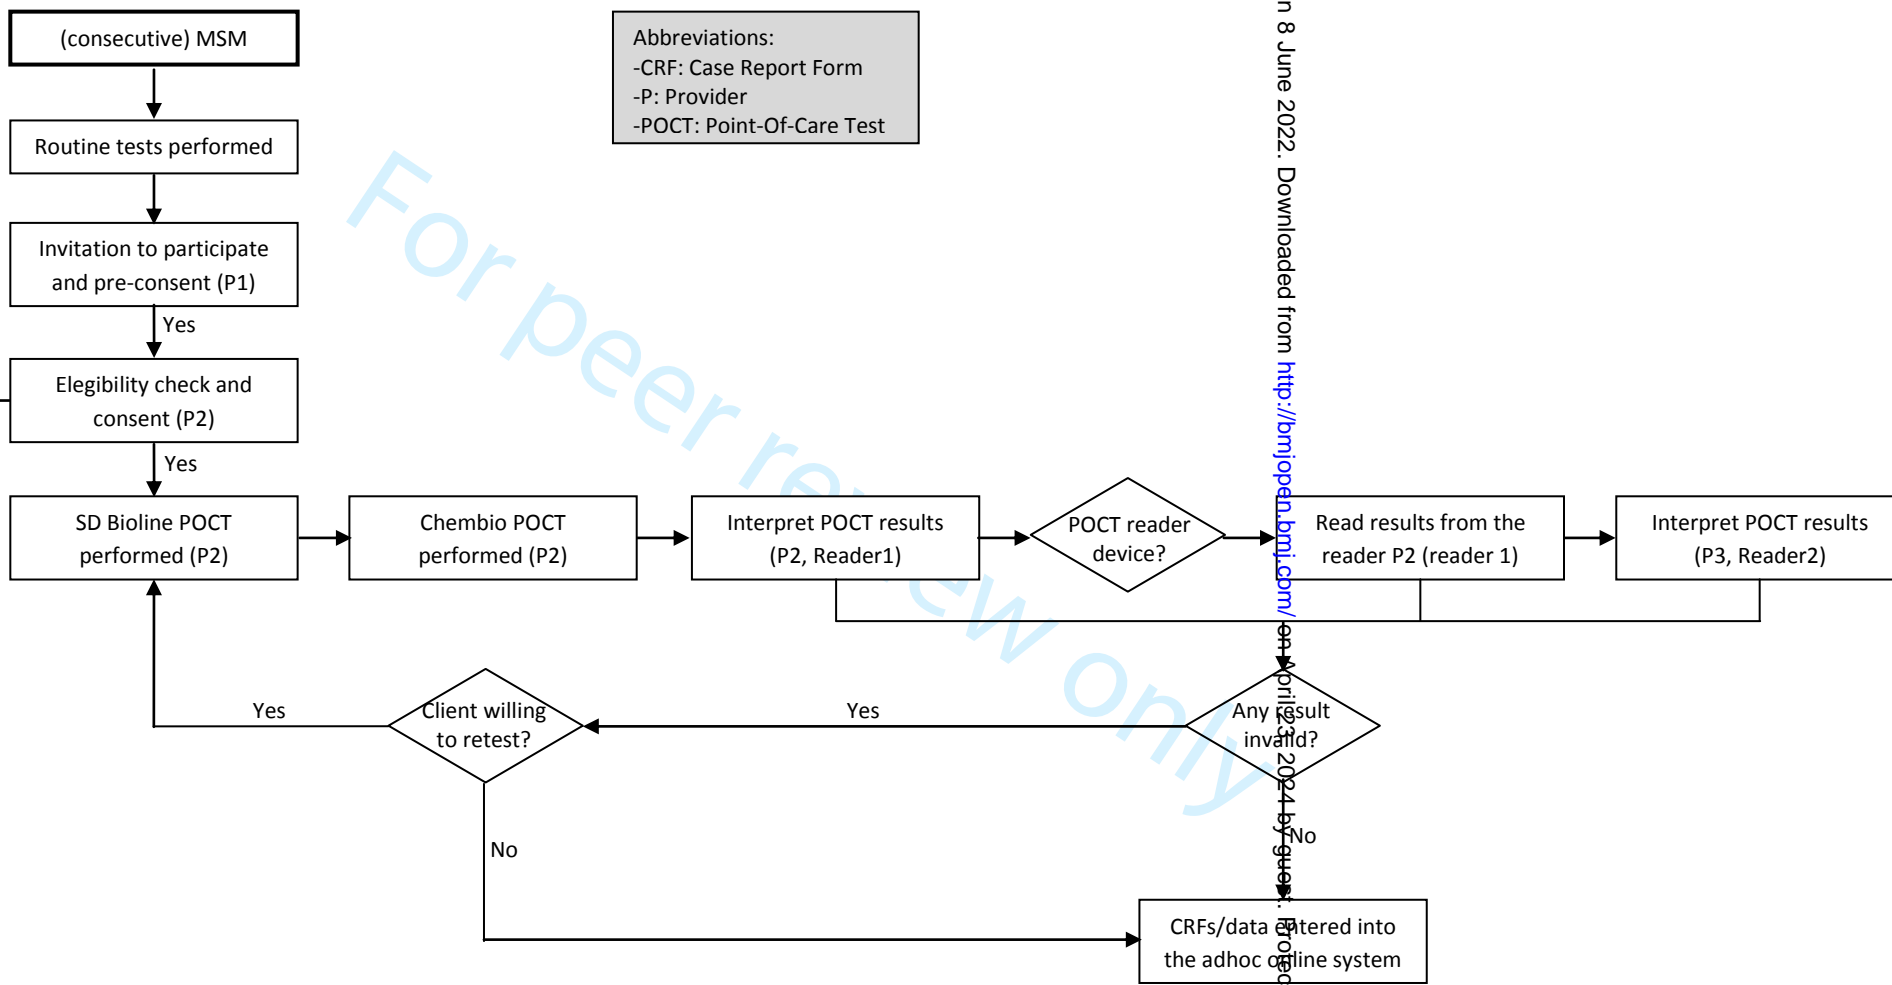 (consecutive) MSM
Abbreviations:
-CRF: Case Report Form
-P: Provider
-POCT: Point-Of-Care Test
Routine tests performed
Invitation to participate
and pre-consent (P1)
Yes
Elegibility check and
consent (P2)
Yes
SD Bioline POCT
performed (P2)
Chembio POCT
performed (P2)
Interpret POCT results
(P2, Reader1)
POCT reader
device?
Read results from the
reader P2 (reader 1)
Interpret POCT results
(P3, Reader2)
Any result
invalid?
Yes
Client willing
to retest?
Yes
No
No
CRFs/data entered into
the adhoc online system
For peer review only
n 8 June 2022. Downloaded from http://bmjopen.bmj.com/ on April 23, 2024 by guest. Protec